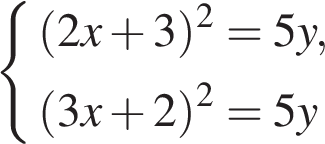 (2x + 3)² = 5y,
(3x + 2)² = 5y